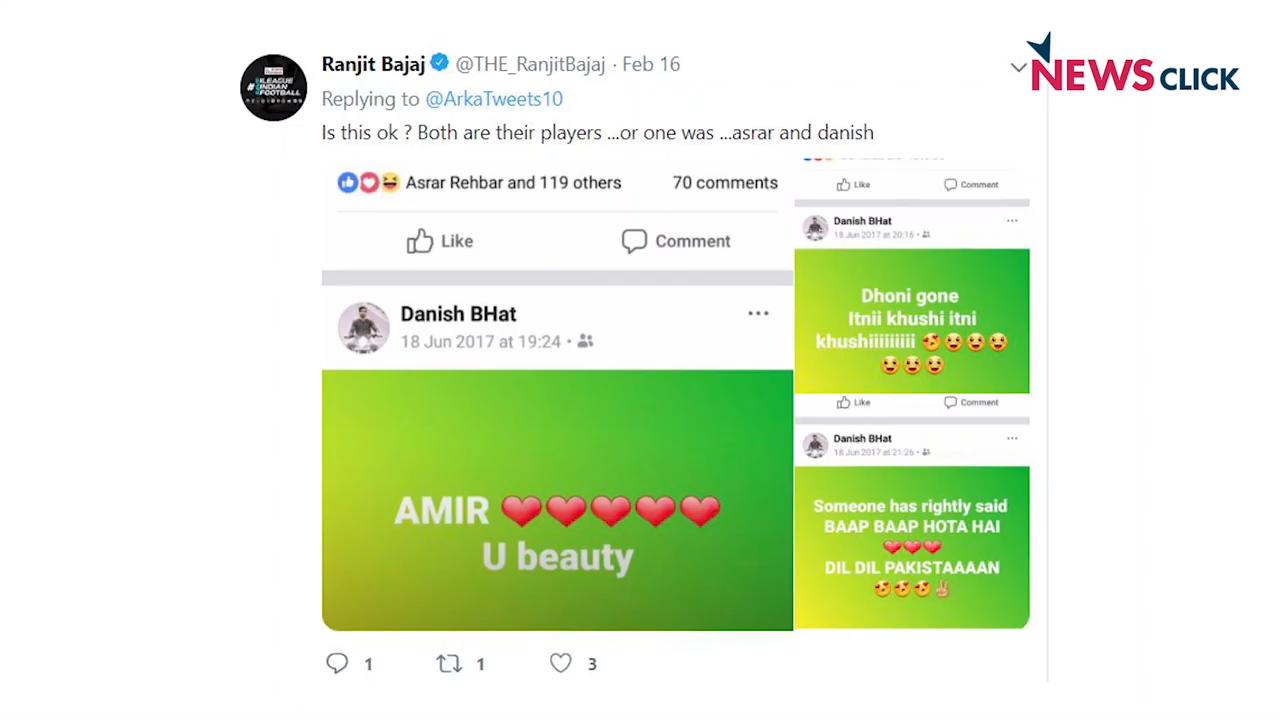 Ranjit Bajaj @THE_RanjitBajaj · Feb 16
Replying to @ArkaTweets10
Is this ok ? Both are their players ...or one was ...asrar and danish
Asrar Rehbar and 119 others 70 comments
Like Comment
Danish BHat
18 Jun 2017 at 19:24 ·
AMIR ❤❤❤❤❤
U beauty
Like Comment
Danish BHat
18 Jun 2017 at 20:16 ·
Dhoni gone
Itnii khushi itni
khushiiiiiiiii 😍😀😀😀
😀😀😀
Like Comment
Danish BHat
18 Jun 2017 at 21:26 ·
Someone has rightly said
BAAP BAAP HOTA HAI
❤❤❤
DIL DIL PAKISTAAAAN
😍😍😍✌
1 1 3
NEWS CLICK